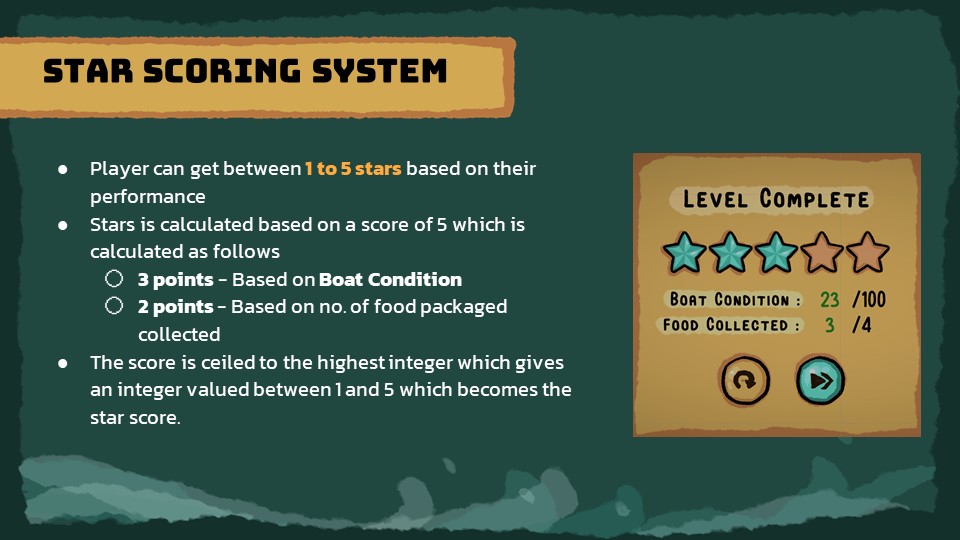 STAR SCORING SYSTEM
● Player can get between 1 to 5 stars based on their
performance
● Stars is calculated based on a score of 5 which is
calculated as follows
○ 3 points - Based on Boat Condition
○ 2 points - Based on no. of food packaged
collected
● The score is ceiled to the highest integer which gives
an integer valued between 1 and 5 which becomes the
star score.
LEVEL COMPLETE
BOAT CONDITION : 23 /100
FOOD COLLECTED : 3 /4